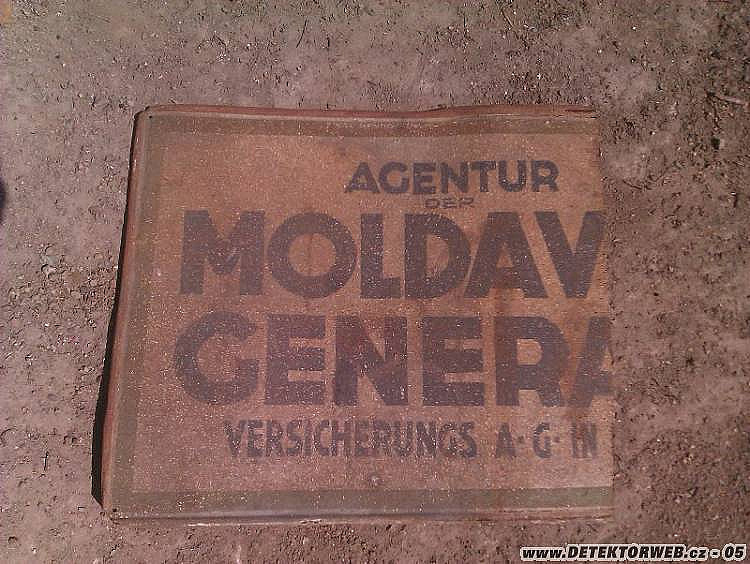 AGENTUR
DER
MOLDAV
GENERA
VERSICHERUNGS A·G·IN
www.DETEKTORWEB.cz - 05